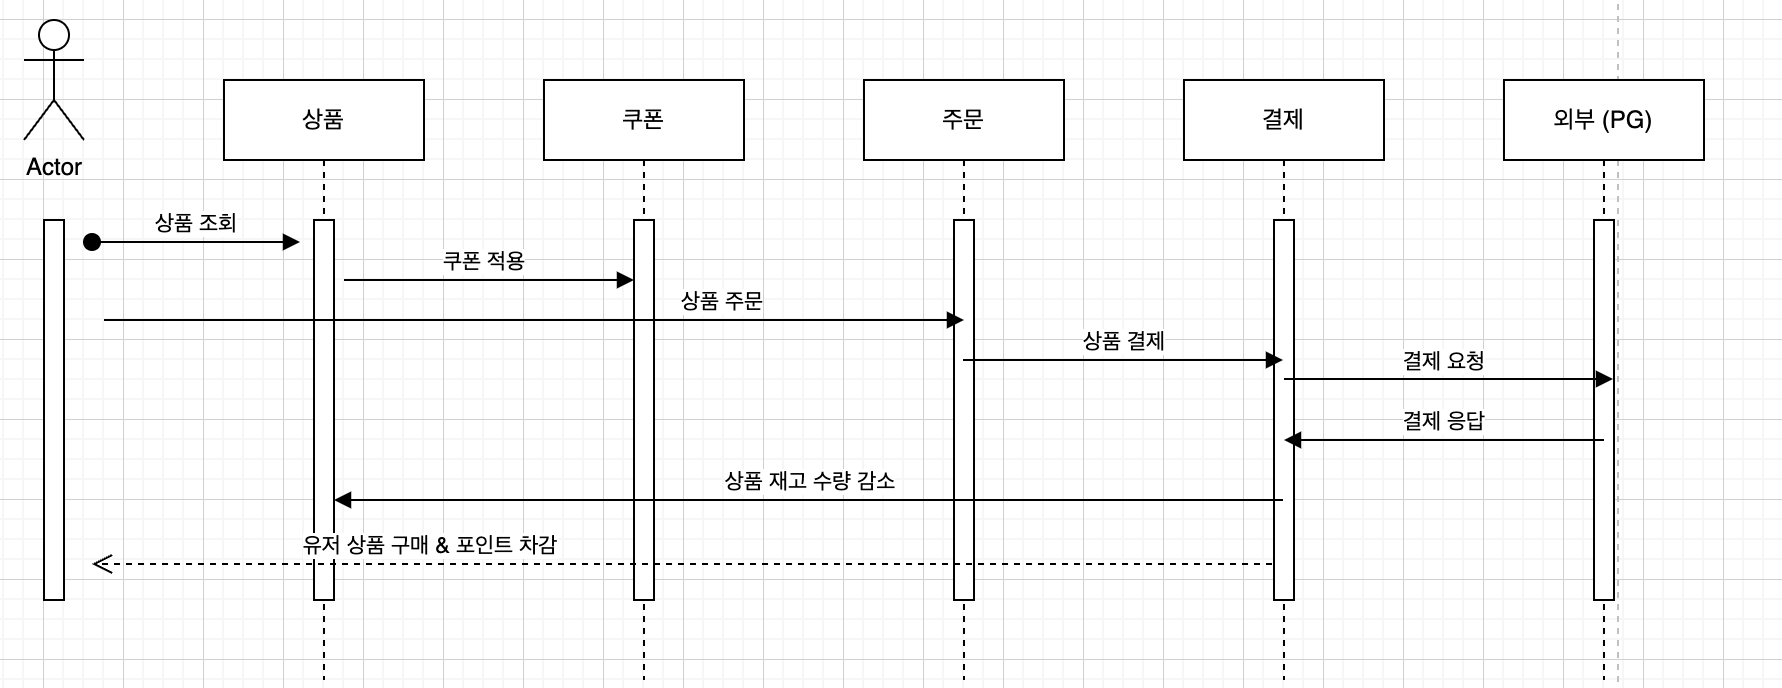 Actor
상품
쿠폰
주문
결제
외부 (PG)
상품 조회
쿠폰 적용
상품 주문
상품 결제
결제 요청
결제 응답
상품 재고 수량 감소
유저 상품 구매 & 포인트 차감